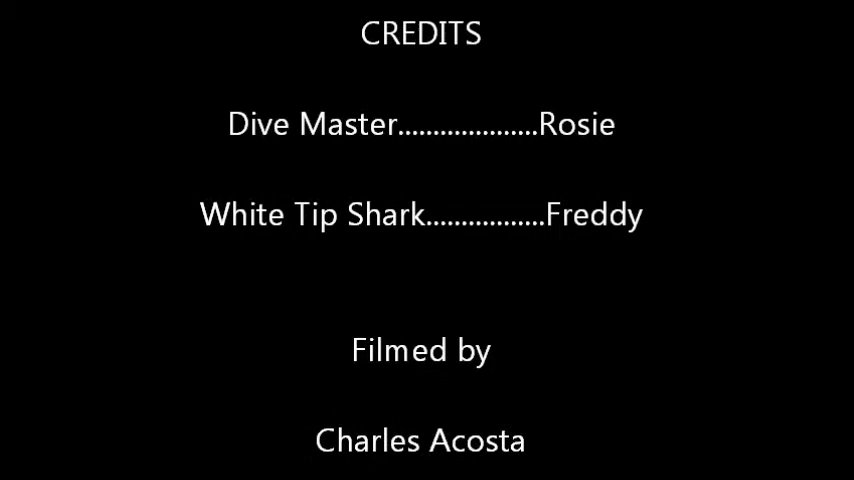 CREDITS
Dive Master....................Rosie
White Tip Shark.................Freddy
Filmed by
Charles Acosta